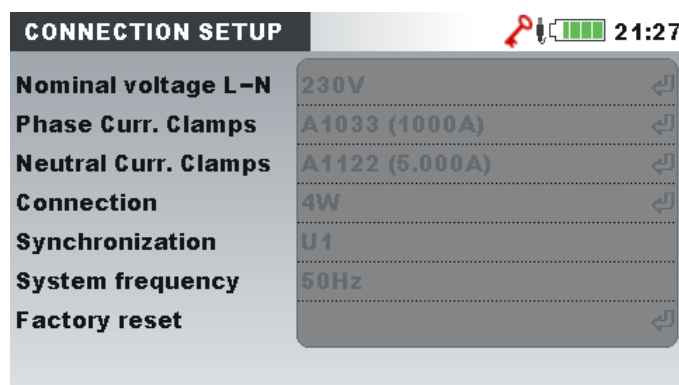 CONNECTION SETUP 21:27
Nominal voltage L-N 230V
Phase Curr. Clamps A1033 (1000A)
Neutral Curr. Clamps A1122 (5.000A)
Connection 4W
Synchronization U1
System frequency 50Hz
Factory reset